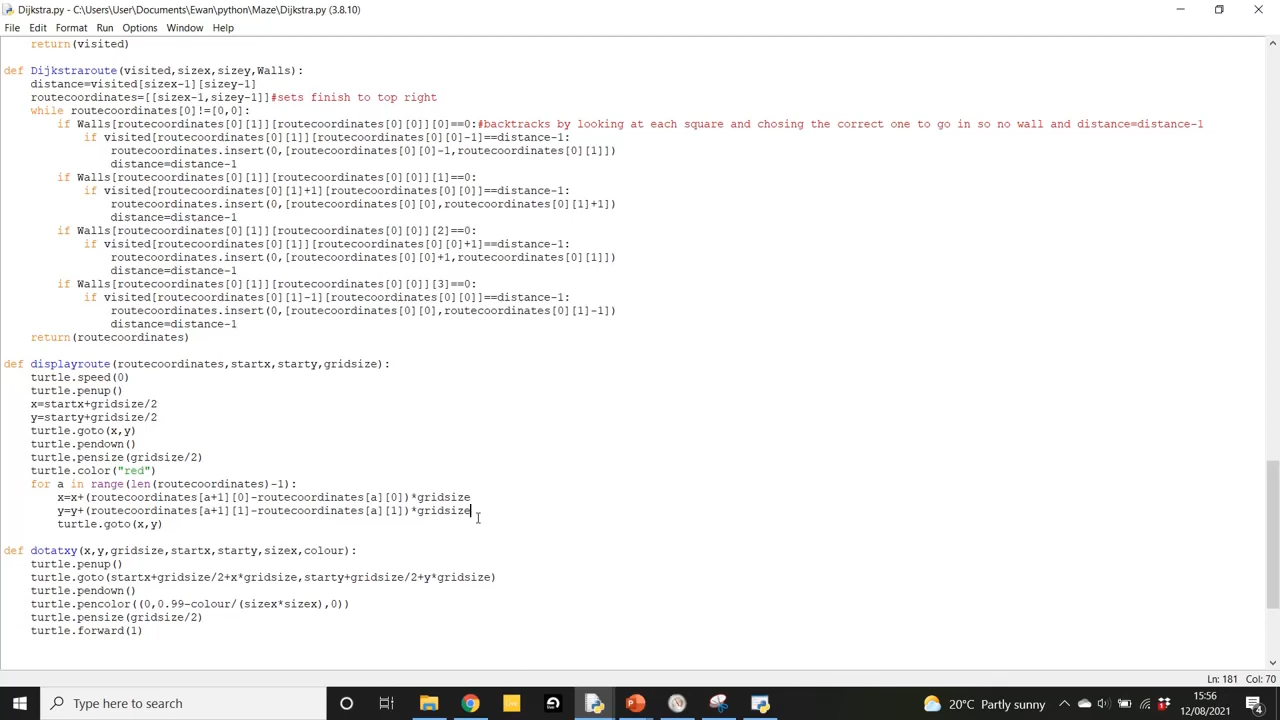 Dijkstra.py - C:\Users\User\Documents\Ewan\python\Maze\Dijkstra.py (3.8.10)
File Edit Format Run Options Window Help
    return(visited)
def Dijkstraroute(visited,sizex,sizey,Walls):
    distance=visited[sizex-1][sizey-1]
    routecoordinates=[[sizex-1,sizey-1]]#sets finish to top right
    while routecoordinates[0]!=[0,0]:
        if Walls[routecoordinates[0][1]][routecoordinates[0][0]][0]==0:#backtracks by looking at each square and chosing the correct one to go in so no wall and distance=distance-1
            if visited[routecoordinates[0][1]][routecoordinates[0][0]-1]==distance-1:
                routecoordinates.insert(0,[routecoordinates[0][0]-1,routecoordinates[0][1]])
                distance=distance-1
        if Walls[routecoordinates[0][1]][routecoordinates[0][0]][1]==0:
            if visited[routecoordinates[0][1]+1][routecoordinates[0][0]]==distance-1:
                routecoordinates.insert(0,[routecoordinates[0][0],routecoordinates[0][1]+1])
                distance=distance-1
        if Walls[routecoordinates[0][1]][routecoordinates[0][0]][2]==0:
            if visited[routecoordinates[0][1]][routecoordinates[0][0]+1]==distance-1:
                routecoordinates.insert(0,[routecoordinates[0][0]+1,routecoordinates[0][1]])
                distance=distance-1
        if Walls[routecoordinates[0][1]][routecoordinates[0][0]][3]==0:
            if visited[routecoordinates[0][1]-1][routecoordinates[0][0]]==distance-1:
                routecoordinates.insert(0,[routecoordinates[0][0],routecoordinates[0][1]-1])
                distance=distance-1
    return(routecoordinates)
def displayroute(routecoordinates,startx,starty,gridsize):
    turtle.speed(0)
    turtle.penup()
    x=startx+gridsize/2
    y=starty+gridsize/2
    turtle.goto(x,y)
    turtle.pendown()
    turtle.pensize(gridsize/2)
    turtle.color("red")
    for a in range(len(routecoordinates)-1):
        x=x+(routecoordinates[a+1][0]-routecoordinates[a][0])*gridsize
        y=y+(routecoordinates[a+1][1]-routecoordinates[a][1])*gridsize
        turtle.goto(x,y)
def dotatxy(x,y,gridsize,startx,starty,sizex,colour):
    turtle.penup()
    turtle.goto(startx+gridsize/2+x*gridsize,starty+gridsize/2+y*gridsize)
    turtle.pendown()
    turtle.pencolor((0,0.99-colour/(sizex*sizex),0))
    turtle.pensize(gridsize/2)
    turtle.forward(1)
Ln: 181 Col: 70
Type here to search
20°C Partly sunny
15:56
12/08/2021
4